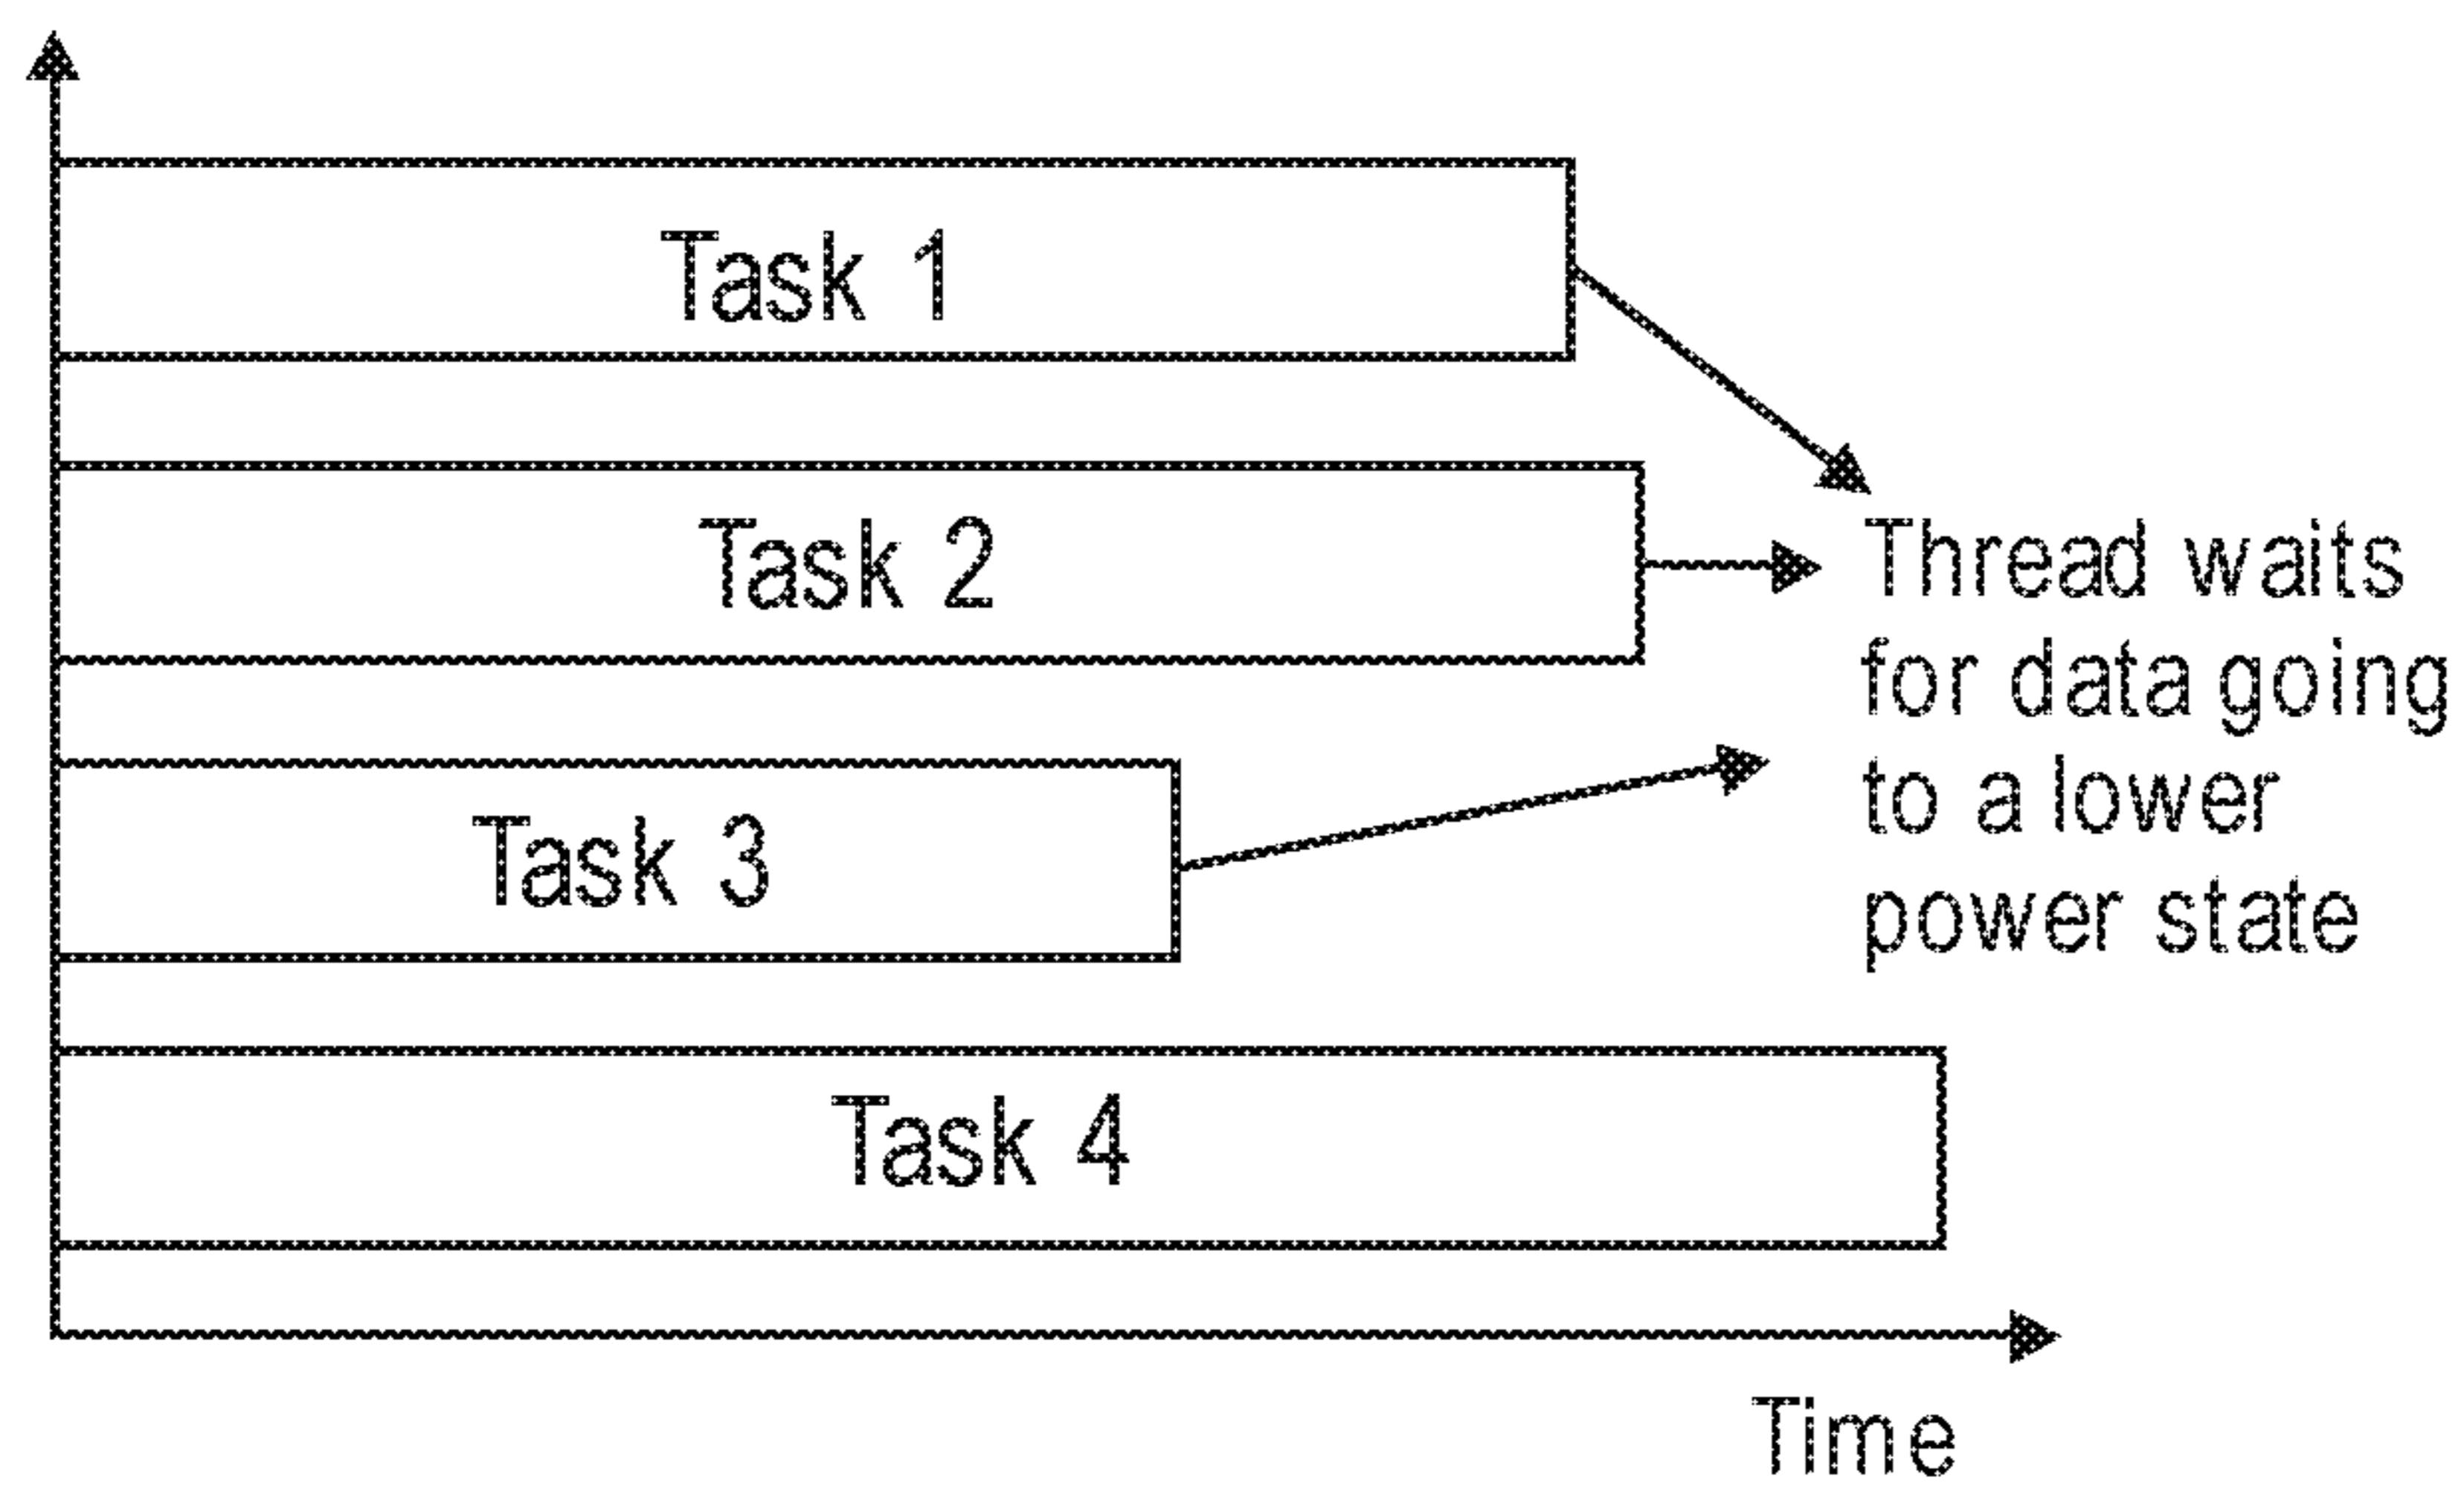 Task 1
Task 2
Thread waits
for data going
to a lower
power state
Task 3
Task 4
Time